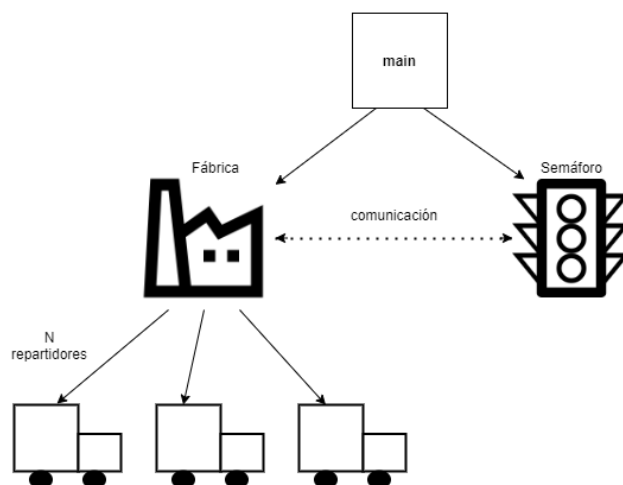 main
Fábrica
Semáforo
comunicación
N
repartidores